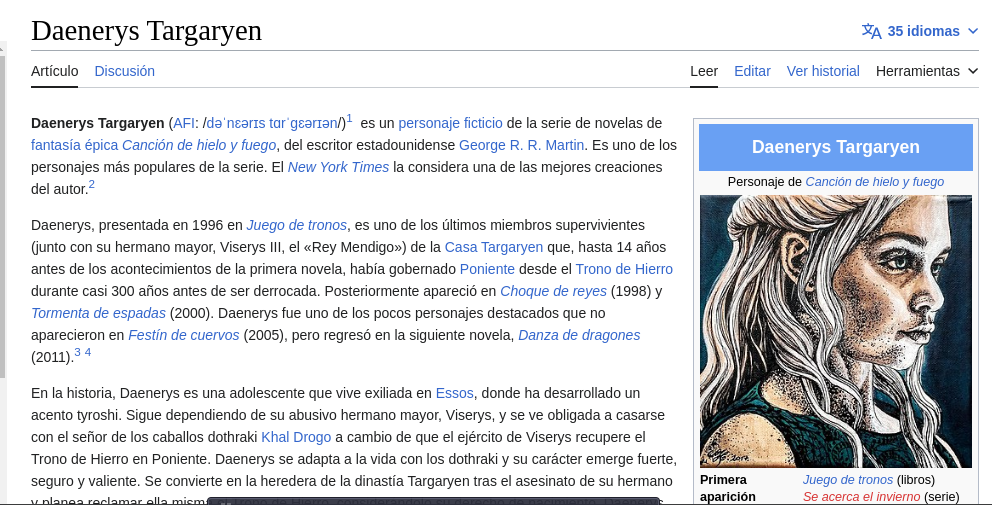 Daenerys Targaryen
35 idiomas
Artículo Discusión
Leer Editar Ver historial Herramientas
Daenerys Targaryen (AFI: /dəˈnɛərɪs tɑrˈɡɛərɪən/)1 es un personaje ficticio de la serie de novelas de
fantasía épica Canción de hielo y fuego, del escritor estadounidense George R. R. Martin. Es uno de los
personajes más populares de la serie. El New York Times la considera una de las mejores creaciones
del autor.2
Daenerys, presentada en 1996 en Juego de tronos, es uno de los últimos miembros supervivientes
(junto con su hermano mayor, Viserys III, el «Rey Mendigo») de la Casa Targaryen que, hasta 14 años
antes de los acontecimientos de la primera novela, había gobernado Poniente desde el Trono de Hierro
durante casi 300 años antes de ser derrocada. Posteriormente apareció en Choque de reyes (1998) y
Tormenta de espadas (2000). Daenerys fue uno de los pocos personajes destacados que no
aparecieron en Festín de cuervos (2005), pero regresó en la siguiente novela, Danza de dragones
(2011).3 4
En la historia, Daenerys es una adolescente que vive exiliada en Essos, donde ha desarrollado un
acento tyroshi. Sigue dependiendo de su abusivo hermano mayor, Viserys, y se ve obligada a casarse
con el señor de los caballos dothraki Khal Drogo a cambio de que el ejército de Viserys recupere el
Trono de Hierro en Poniente. Daenerys se adapta a la vida con los dothraki y su carácter emerge fuerte,
seguro y valiente. Se convierte en la heredera de la dinastía Targaryen tras el asesinato de su hermano
y planea reclamar ella
Daenerys Targaryen
Personaje de Canción de hielo y fuego
Primera Juego de tronos (libros)
aparición Se acerca el invierno (serie)